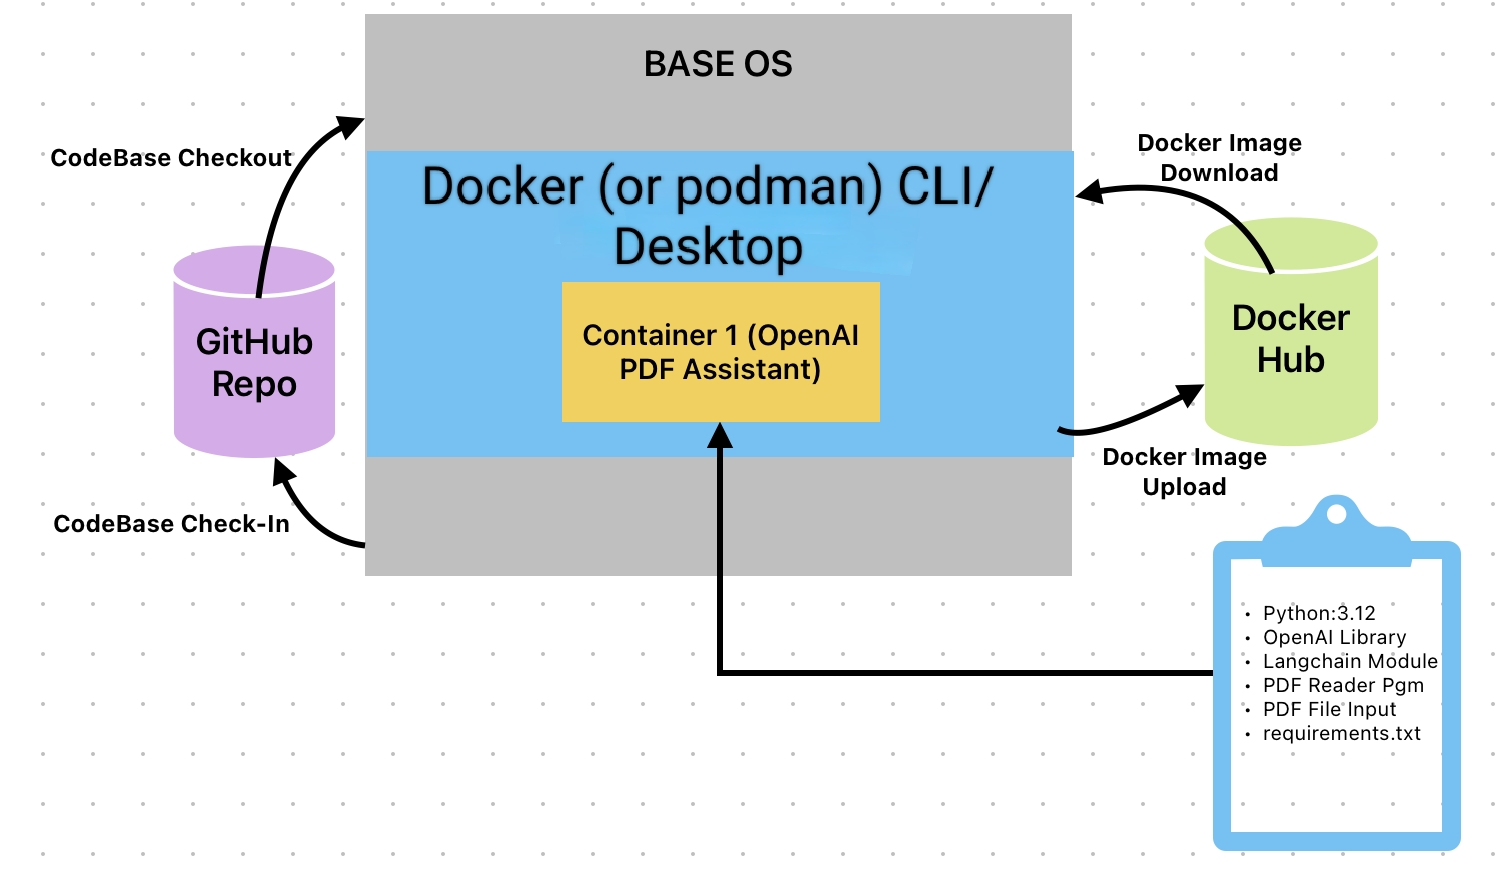 BASE OS
CodeBase Checkout
Docker (or podman) CLI/
Desktop
Docker Image
Download
GitHub
Repo
Container 1 (OpenAI
PDF Assistant)
Docker
Hub
CodeBase Check-In
Docker Image
Upload
• Python:3.12
• OpenAI Library
• Langchain Module
• PDF Reader Pgm
• PDF File Input
• requirements.txt